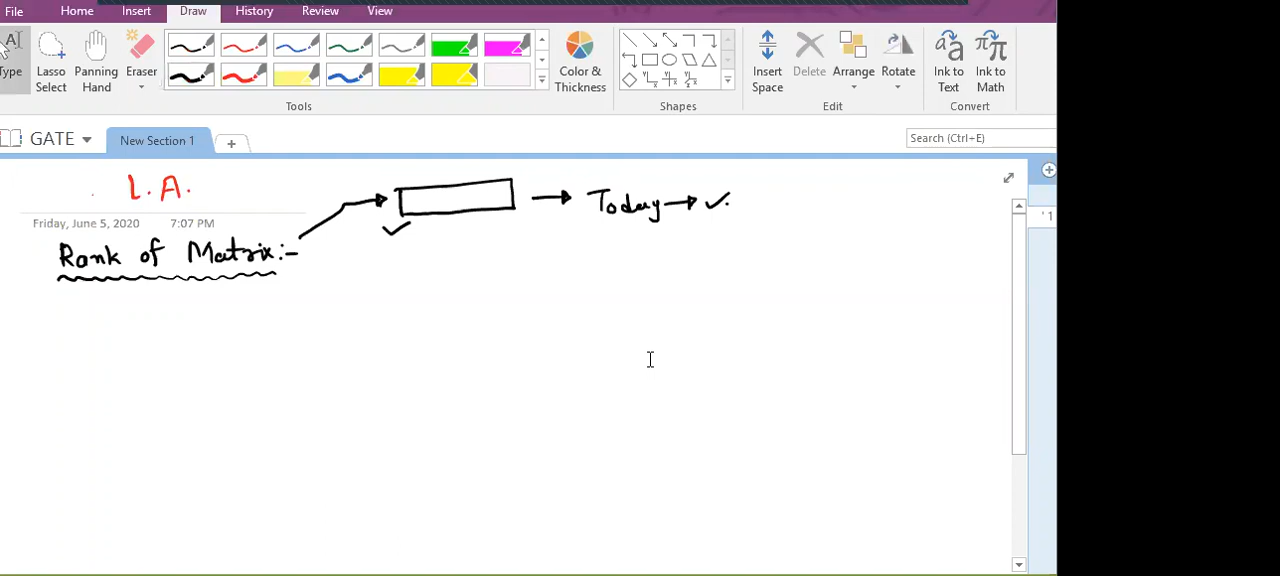 File Home Insert Draw History Review View
Type Lasso Select Panning Hand Eraser Color & Thickness Insert Space Delete Arrange Rotate Ink to Text Ink to Math
Tools Shapes Edit Convert
GATE New Section 1 Search (Ctrl+E)
L.A.
Today
Friday, June 5, 2020 7:07 PM
Rank of Matrix:-